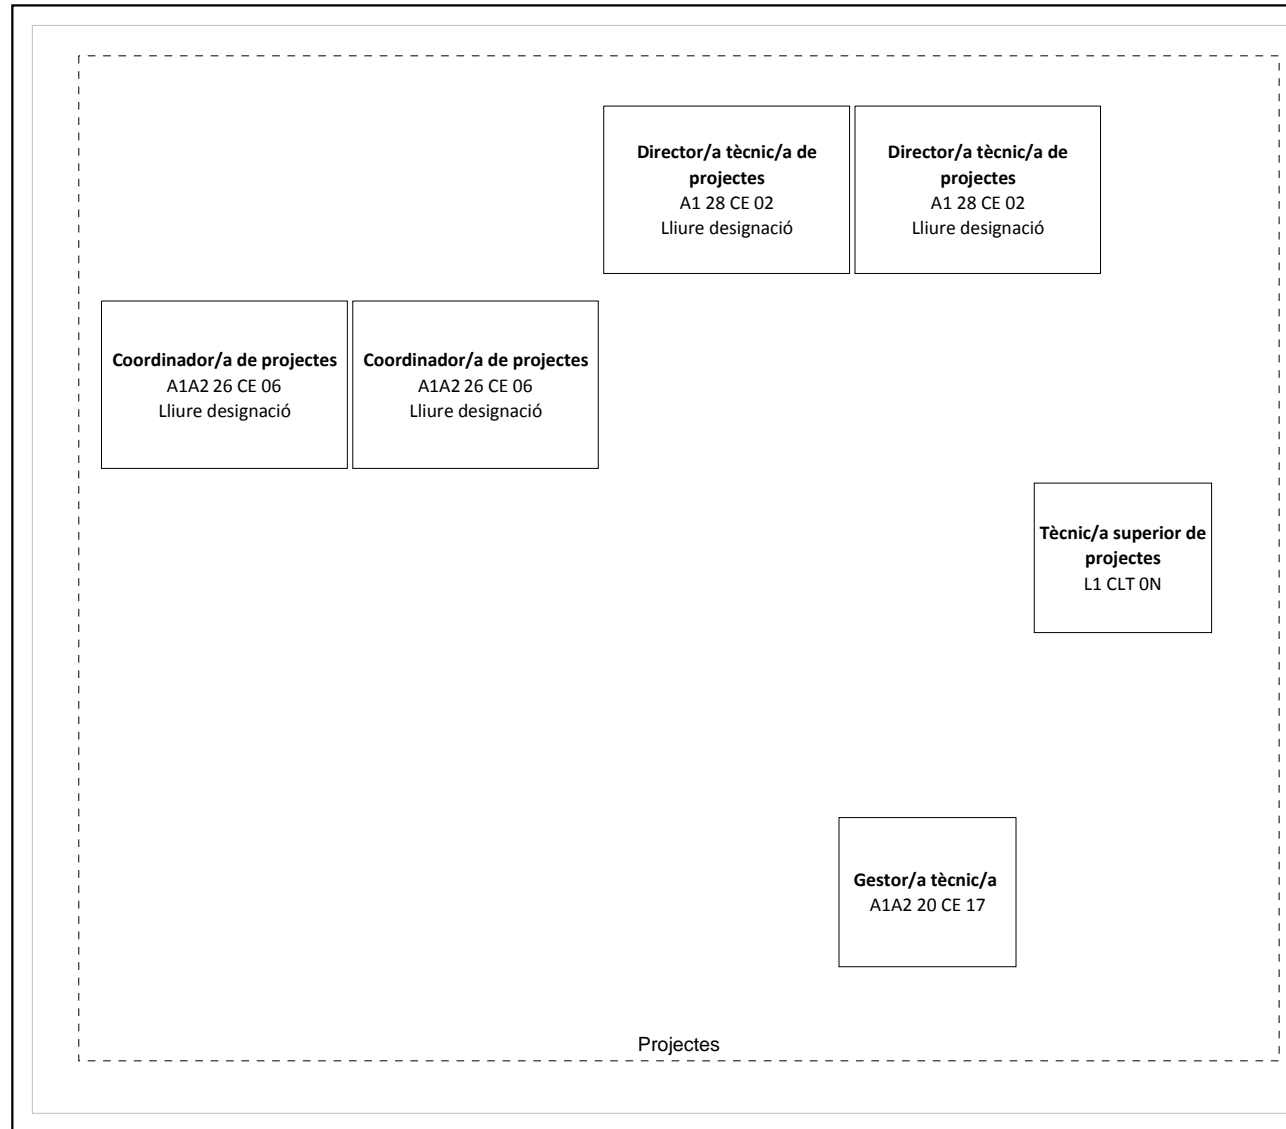 Director/a tècnic/a de
projectes
A1 28 CE 02
Lliure designació
Director/a tècnic/a de
projectes
A1 28 CE 02
Lliure designació
Coordinador/a de projectes
A1A2 26 CE 06
Lliure designació
Coordinador/a de projectes
A1A2 26 CE 06
Lliure designació
Tècnic/a superior de
projectes
L1 CLT 0N
Gestor/a tècnic/a
A1A2 20 CE 17
Projectes